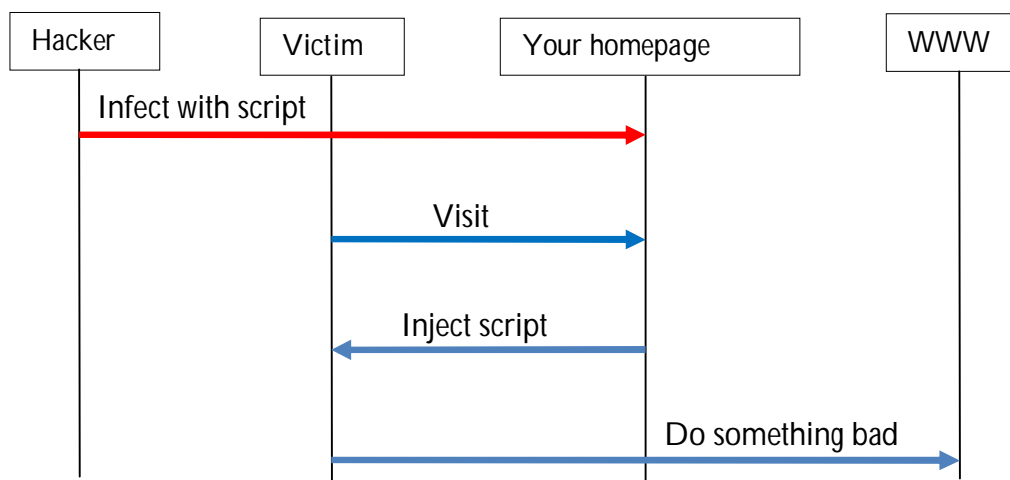 Hacker
Victim
Your homepage
WWW
Infect with script
Visit
Inject script
Do something bad